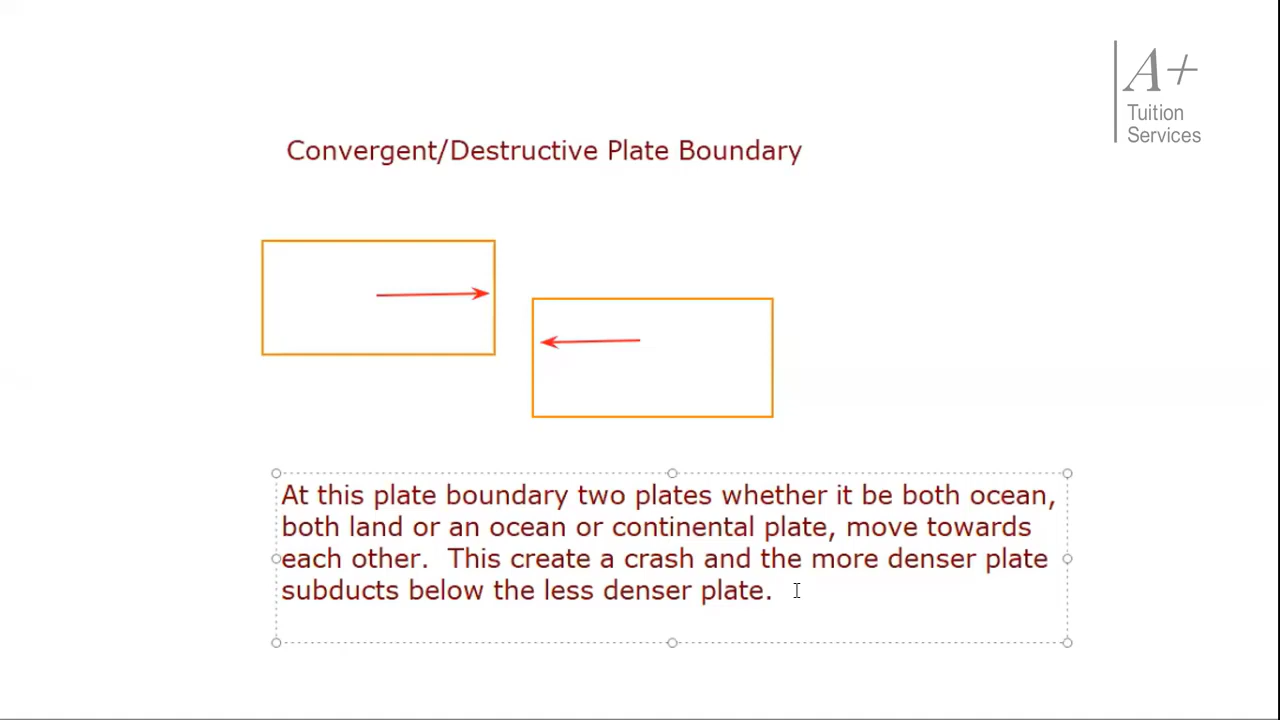 A+
Tuition
Services
Convergent/Destructive Plate Boundary
At this plate boundary two plates whether it be both ocean,
both land or an ocean or continental plate, move towards
each other.  This create a crash and the more denser plate
subducts below the less denser plate.